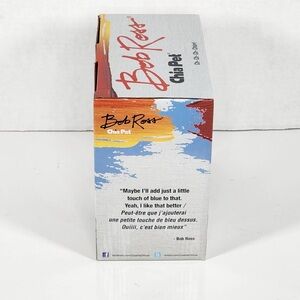 Bob Ross
Chia Pet
Bob Ross
Chia Pet
"Maybe I'll add just a little
touch of blue to that.
Yeah, I like that better /
Peut-être que j'ajouterai
une petite touche de bleu dessus.
Ouiii, c'est bien mieux"
- Bob Ross